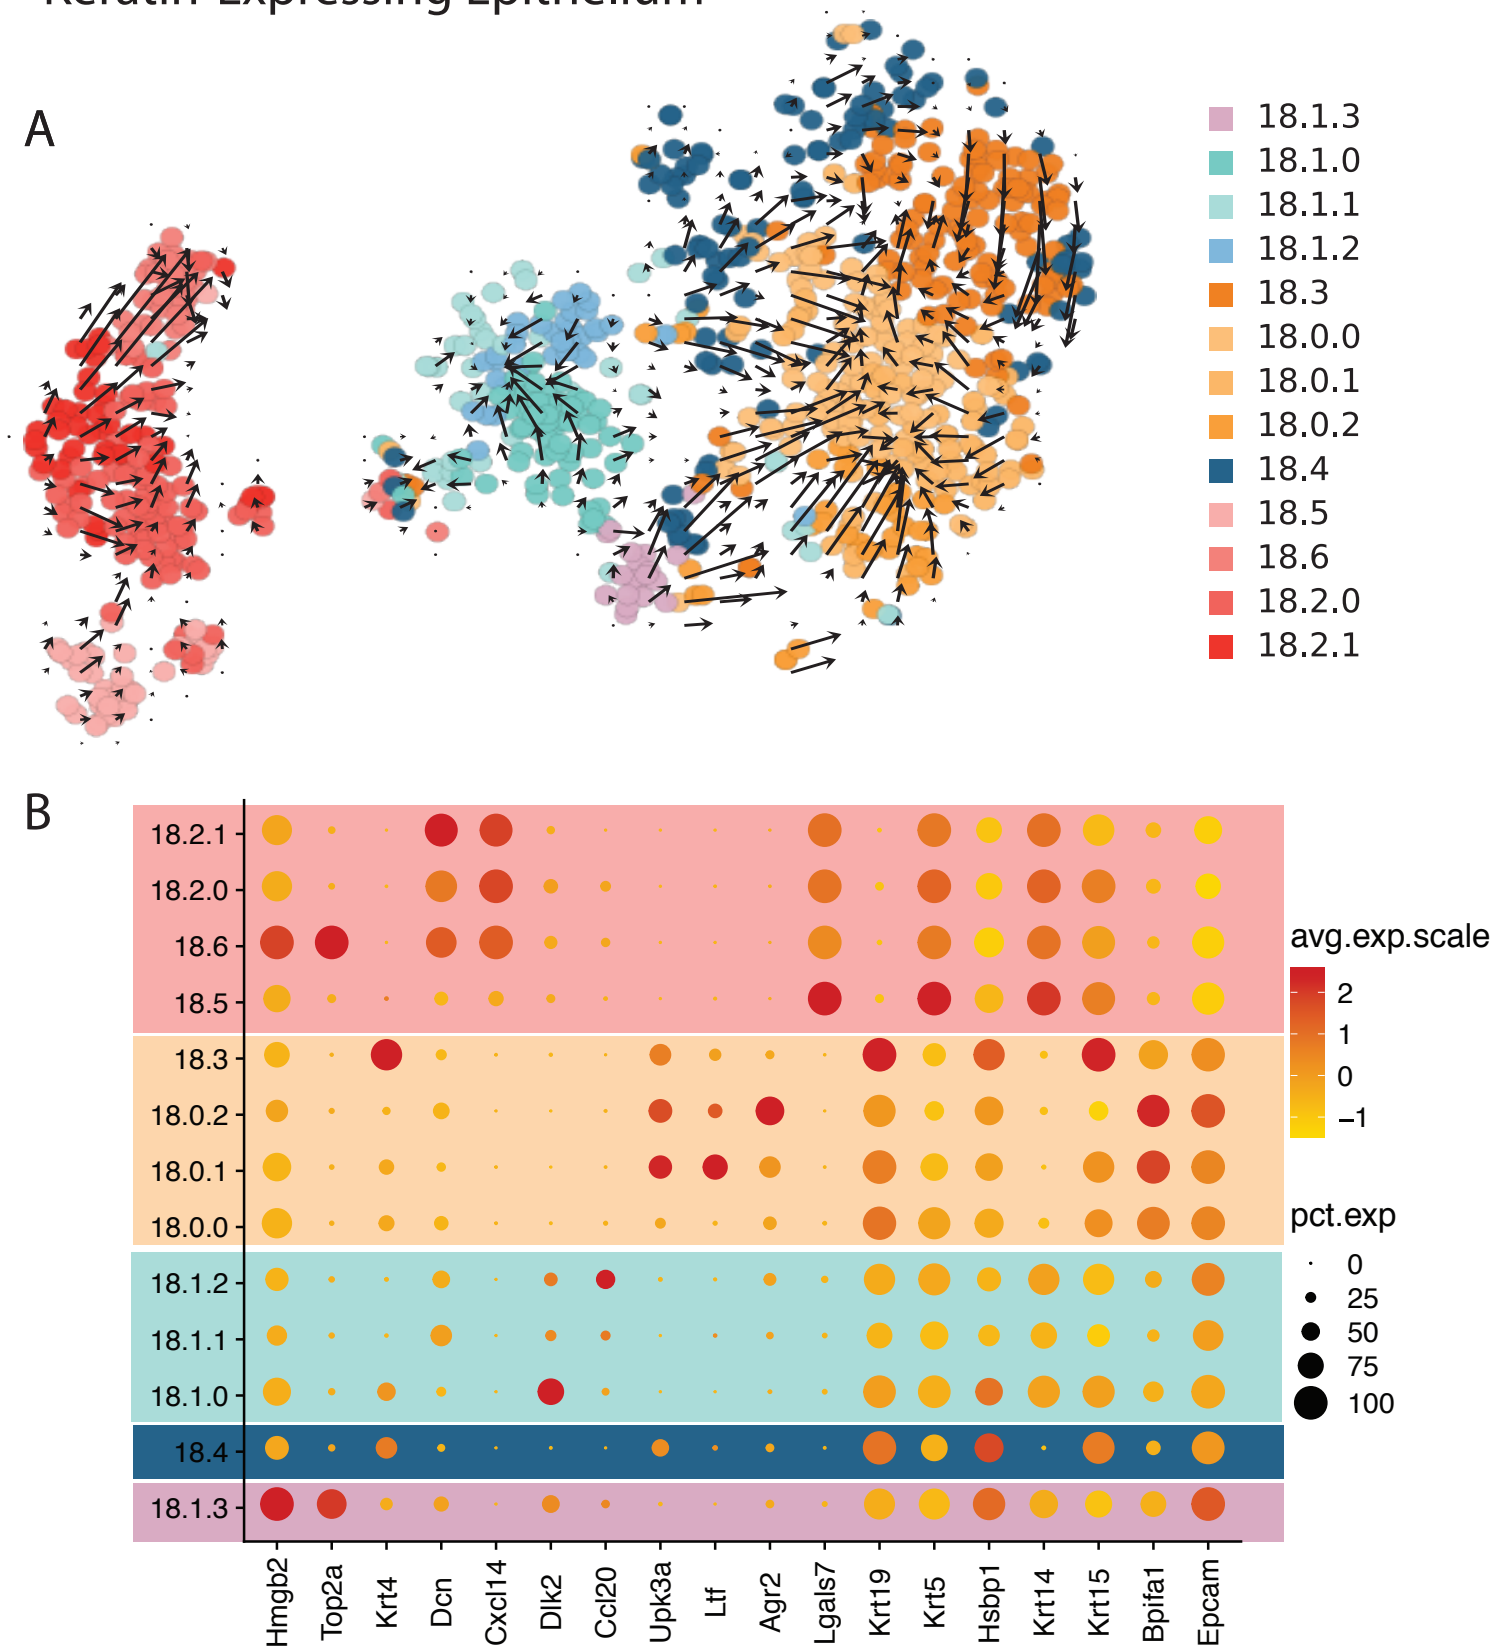 Keratin Expressing Epithelium
A
18.1.3
18.1.0
18.1.1
18.1.2
18.3
18.0.0
18.0.1
18.0.2
18.4
18.5
18.6
18.2.0
18.2.1
B
18.2.1
18.2.0
18.6
18.5
18.3
18.0.2
18.0.1
18.0.0
18.1.2
18.1.1
18.1.0
18.4
18.1.3
Hmgb2
Top2a
Krt4
Dcn
Cxcl14
Dlk2
Ccl20
Upk3a
Ltf
Agr2
Lgals7
Krt19
Krt5
Hsbp1
Krt14
Krt15
Bpifa1
Epcam
avg.exp.scale
2
1
0
−1
pct.exp
0
25
50
75
100